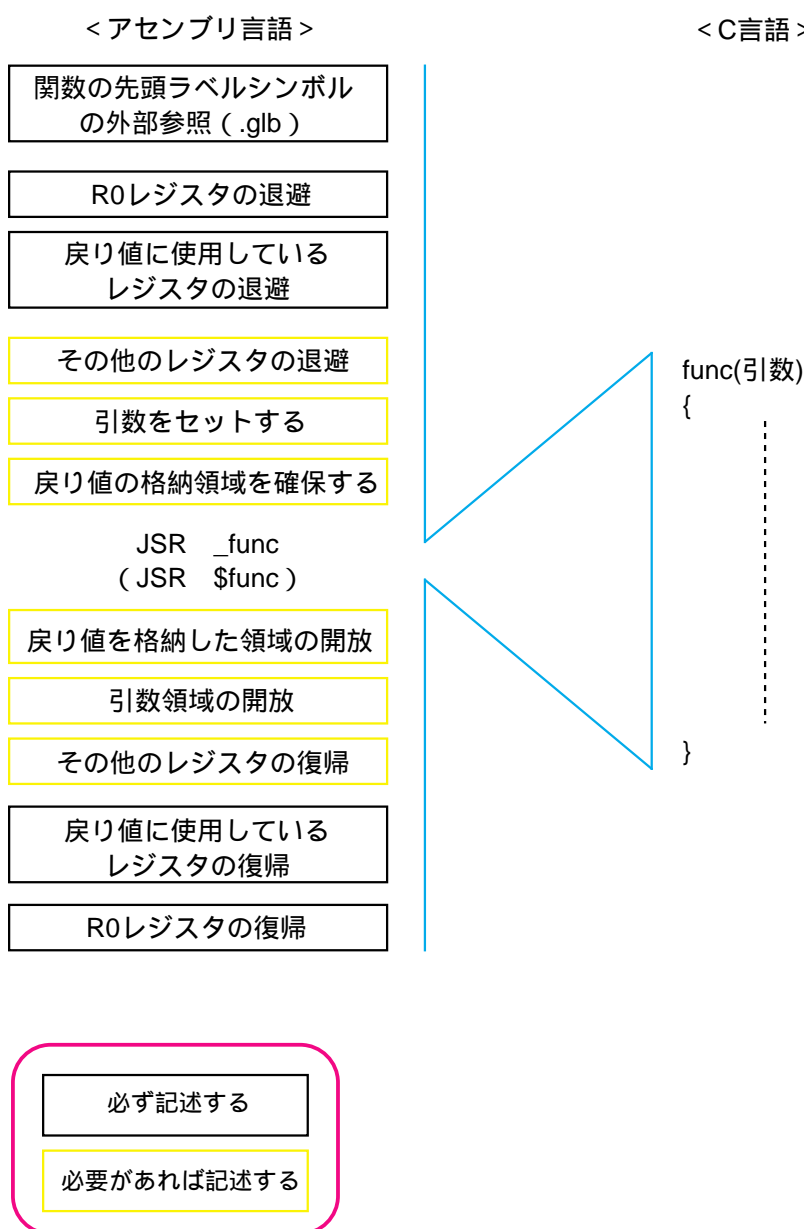 ＜アセンブリ言語＞
＜C言語＞
関数の先頭ラベルシンボル
の外部参照（.glb）
R0レジスタの退避
戻り値に使用している
レジスタの退避
その他のレジスタの退避
引数をセットする
戻り値の格納領域を確保する
JSR _func
（JSR $func）
戻り値を格納した領域の開放
引数領域の開放
その他のレジスタの復帰
戻り値に使用している
レジスタの復帰
R0レジスタの復帰
func(引数)
{
}
必ず記述する
必要があれば記述する